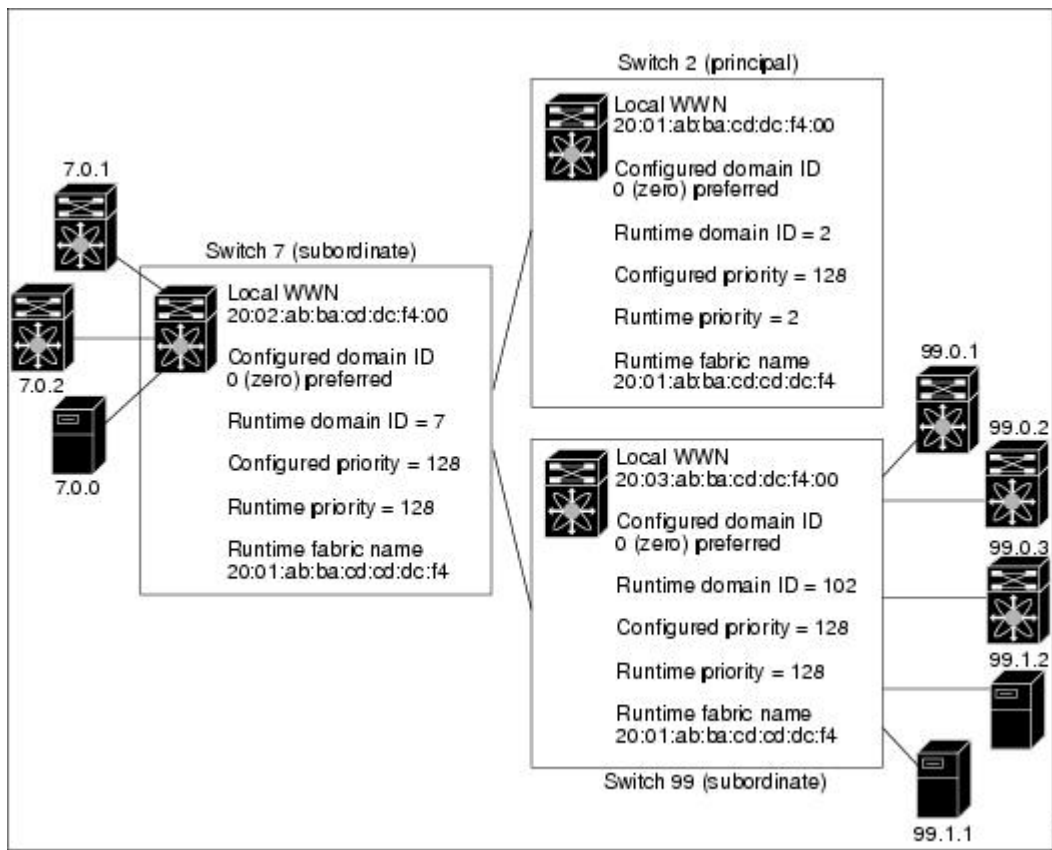 Switch 2 (principal)
Local WWN
20:01:ab:ba:cd:dc:f4:00
Configured domain ID
0 (zero) preferred
Runtime domain ID = 2
Configured priority = 128
Runtime priority = 2
Runtime fabric name
20:01:ab:ba:cd:cd:dc:f4
7.0.1
7.0.2
7.0.0
Switch 7 (subordinate)
Local WWN
20:02:ab:ba:cd:dc:f4:00
Configured domain ID
0 (zero) preferred
Runtime domain ID = 7
Configured priority = 128
Runtime priority = 128
Runtime fabric name
20:01:ab:ba:cd:cd:dc:f4
Local WWN
20:03:ab:ba:cd:dc:f4:00
Configured domain ID
0 (zero) preferred
Runtime domain ID = 102
Configured priority = 128
Runtime priority = 128
Runtime fabric name
20:01:ab:ba:cd:cd:dc:f4
Switch 99 (subordinate)
99.0.1
99.0.2
99.0.3
99.1.2
99.1.1